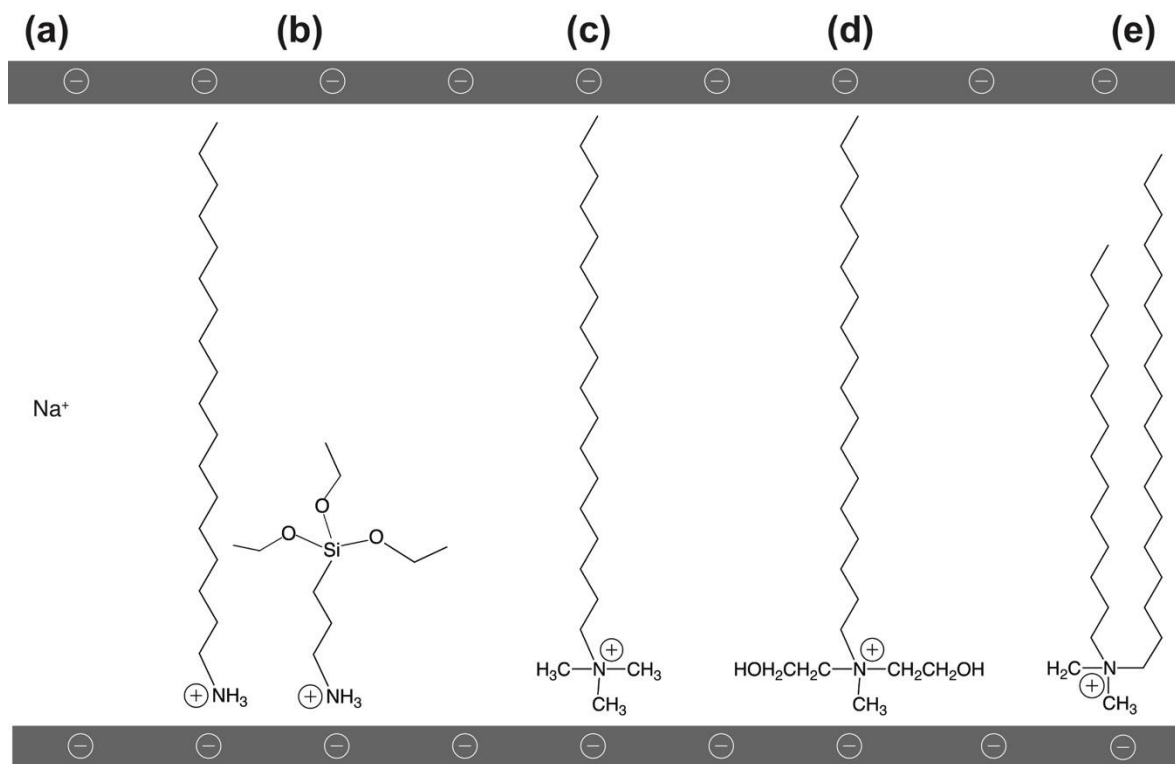 (a) (b) (c) (d) (e)
⊖ ⊖ ⊖ ⊖ ⊖ ⊖ ⊖ ⊖ ⊖
Na⁺
O
O Si O
⊕ NH₃
⊕ NH₃
⊕
H₃C N CH₃
CH₃
⊕
HOH₂CH₂C N CH₂CH₂OH
CH₃
H₂C N
⊕ CH₃
⊖ ⊖ ⊖ ⊖ ⊖ ⊖ ⊖ ⊖ ⊖